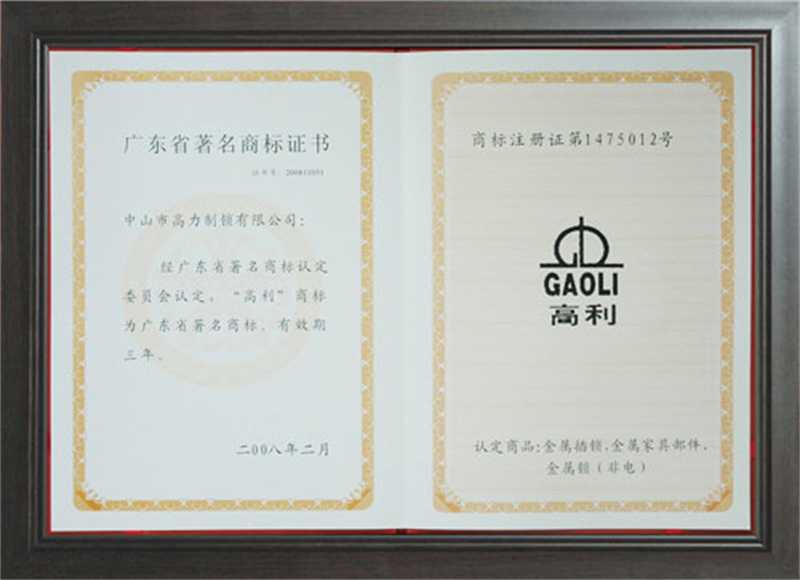 广东省著名商标证书
中山市高力制锁有限公司:
经广东省著名商标认定
委员会认定,“高利”商标
为广东省著名商标,有效期
三年。
二00八年二月
商标注册证第1475012号
GAOLI
高利
认定商品:金属插锁,金属家具部件,
金属锁(非电)